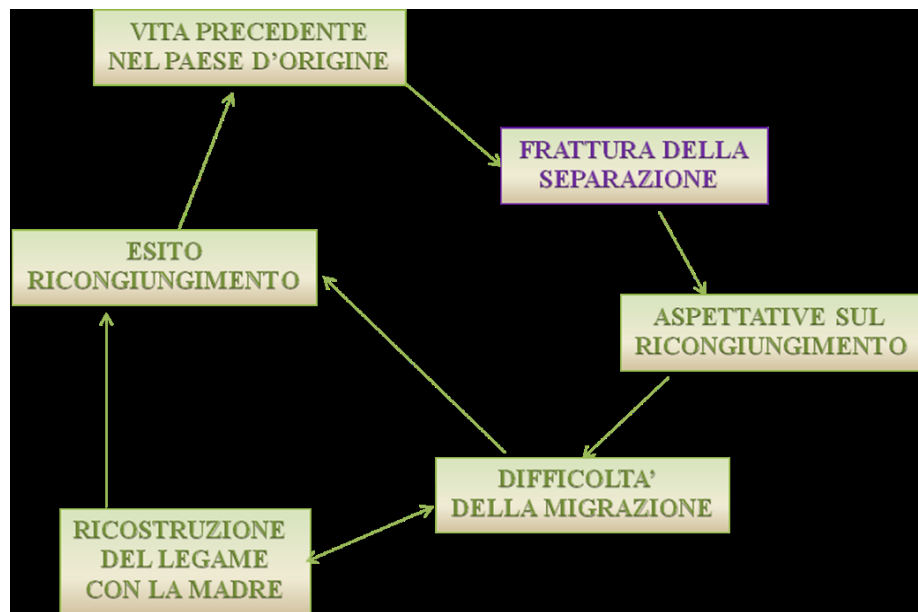 VITA PRECEDENTE
NEL PAESE D'ORIGINE
FRATTURA DELLA
SEPARAZIONE
ESITO
RICONGIUNGIMENTO
ASPETTATIVE SUL
RICONGIUNGIMENTO
DIFFICOLTA'
DELLA MIGRAZIONE
RICOSTRUZIONE
DEL LEGAME
CON LA MADRE